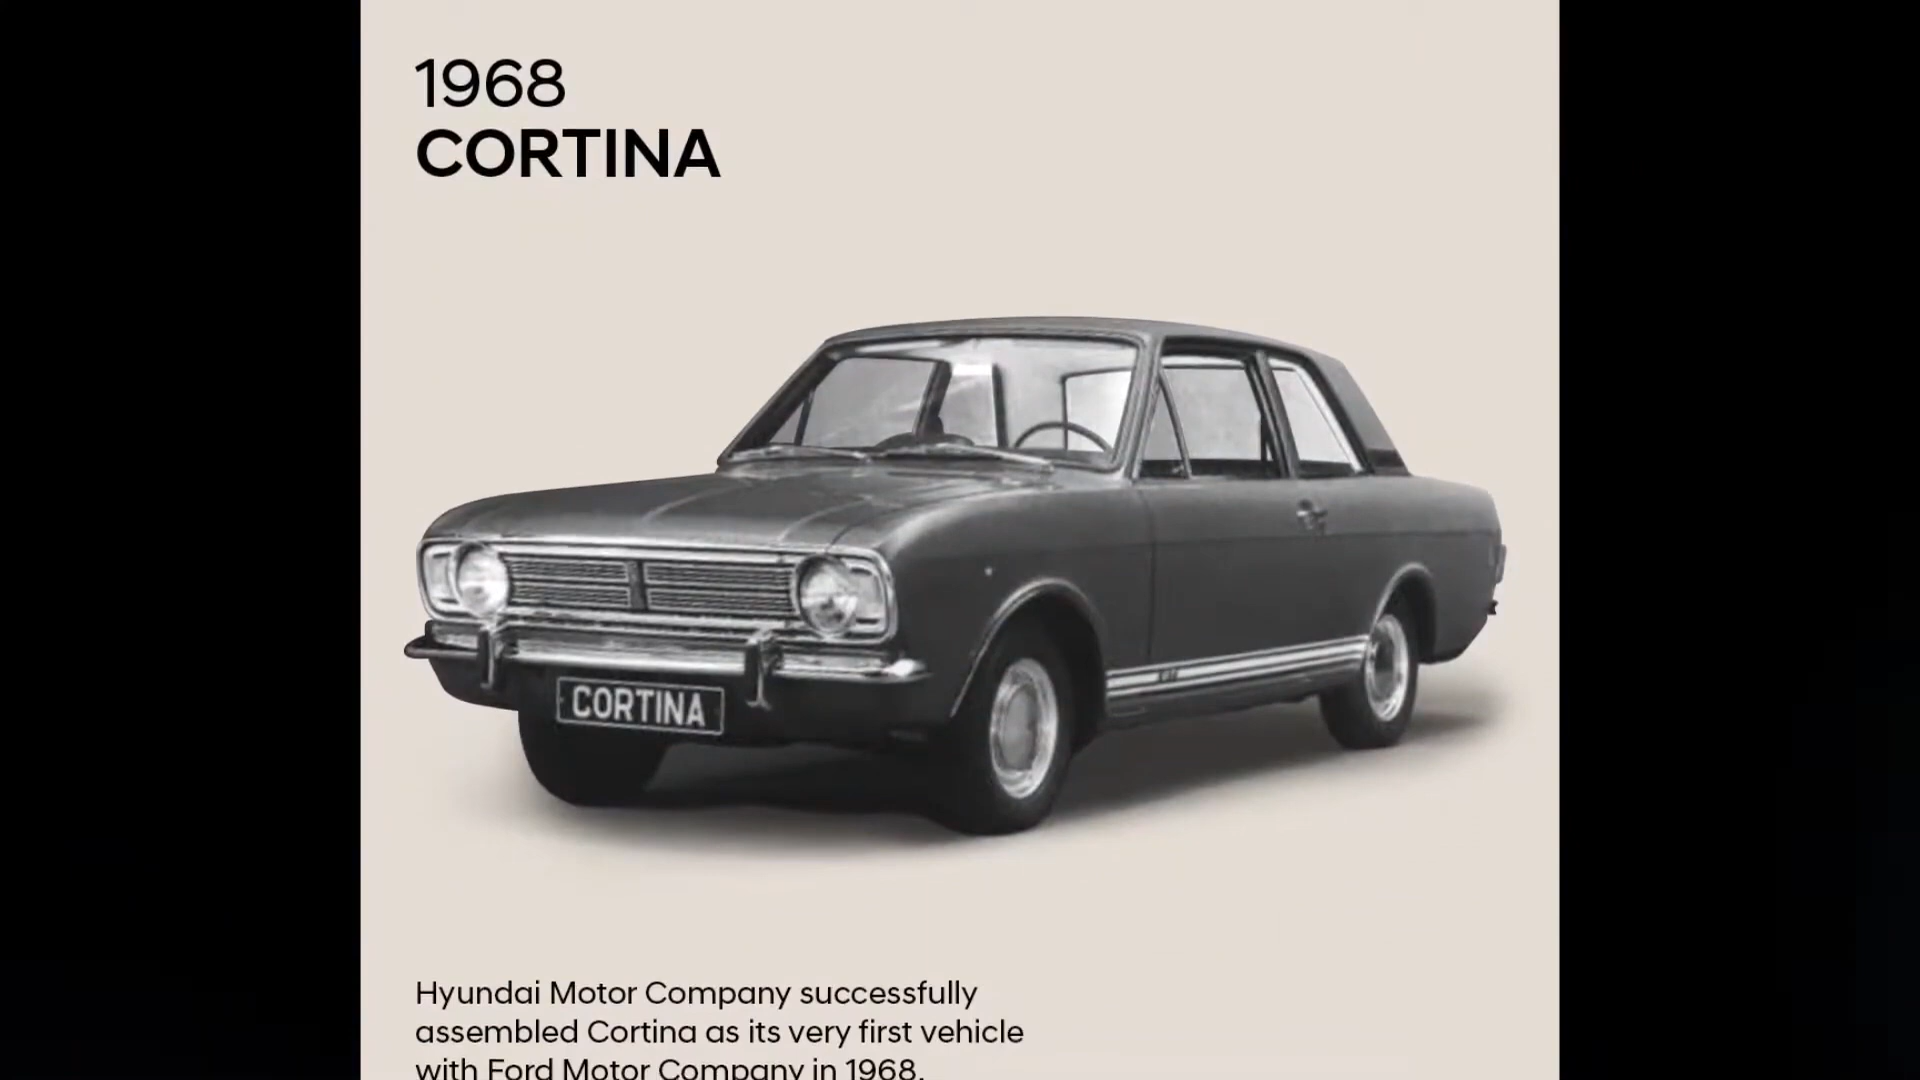 1968
CORTINA
CORTINA
Hyundai Motor Company successfully
assembled Cortina as its very first vehicle
with Ford Motor Company in 1968.